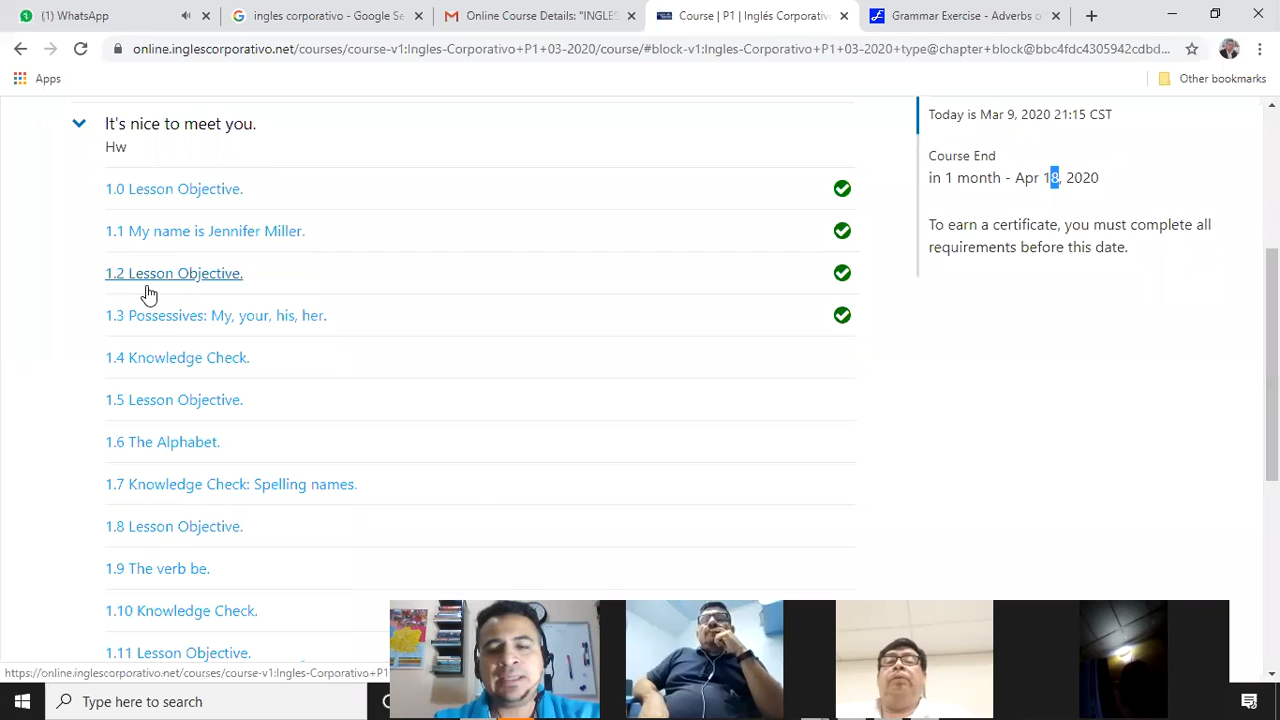 (1) WhatsApp
ingles corporativo - Google S
Online Course Details: "INGLES
Course | P1 | Inglés Corporativo
Grammar Exercise - Adverbs o
online.inglescorporativo.net/courses/course-v1:Ingles-Corporativo+P1+03-2020/course/#block-v1:Ingles-Corporativo+P1+03-2020+type@chapter+block@bbc4fdc4305942cdbd...
Apps
Other bookmarks
It's nice to meet you.
Hw
1.0 Lesson Objective.
1.1 My name is Jennifer Miller.
1.2 Lesson Objective.
1.3 Possessives: My, your, his, her.
1.4 Knowledge Check.
1.5 Lesson Objective.
1.6 The Alphabet.
1.7 Knowledge Check: Spelling names.
1.8 Lesson Objective.
1.9 The verb be.
1.10 Knowledge Check.
1.11 Lesson Objective.
Today is Mar 9, 2020 21:15 CST
Course End
in 1 month - Apr 18, 2020
To earn a certificate, you must complete all
requirements before this date.
https://online.inglescorporativo.net/courses/course-v1:Ingles-Corporativo+P1
Type here to search